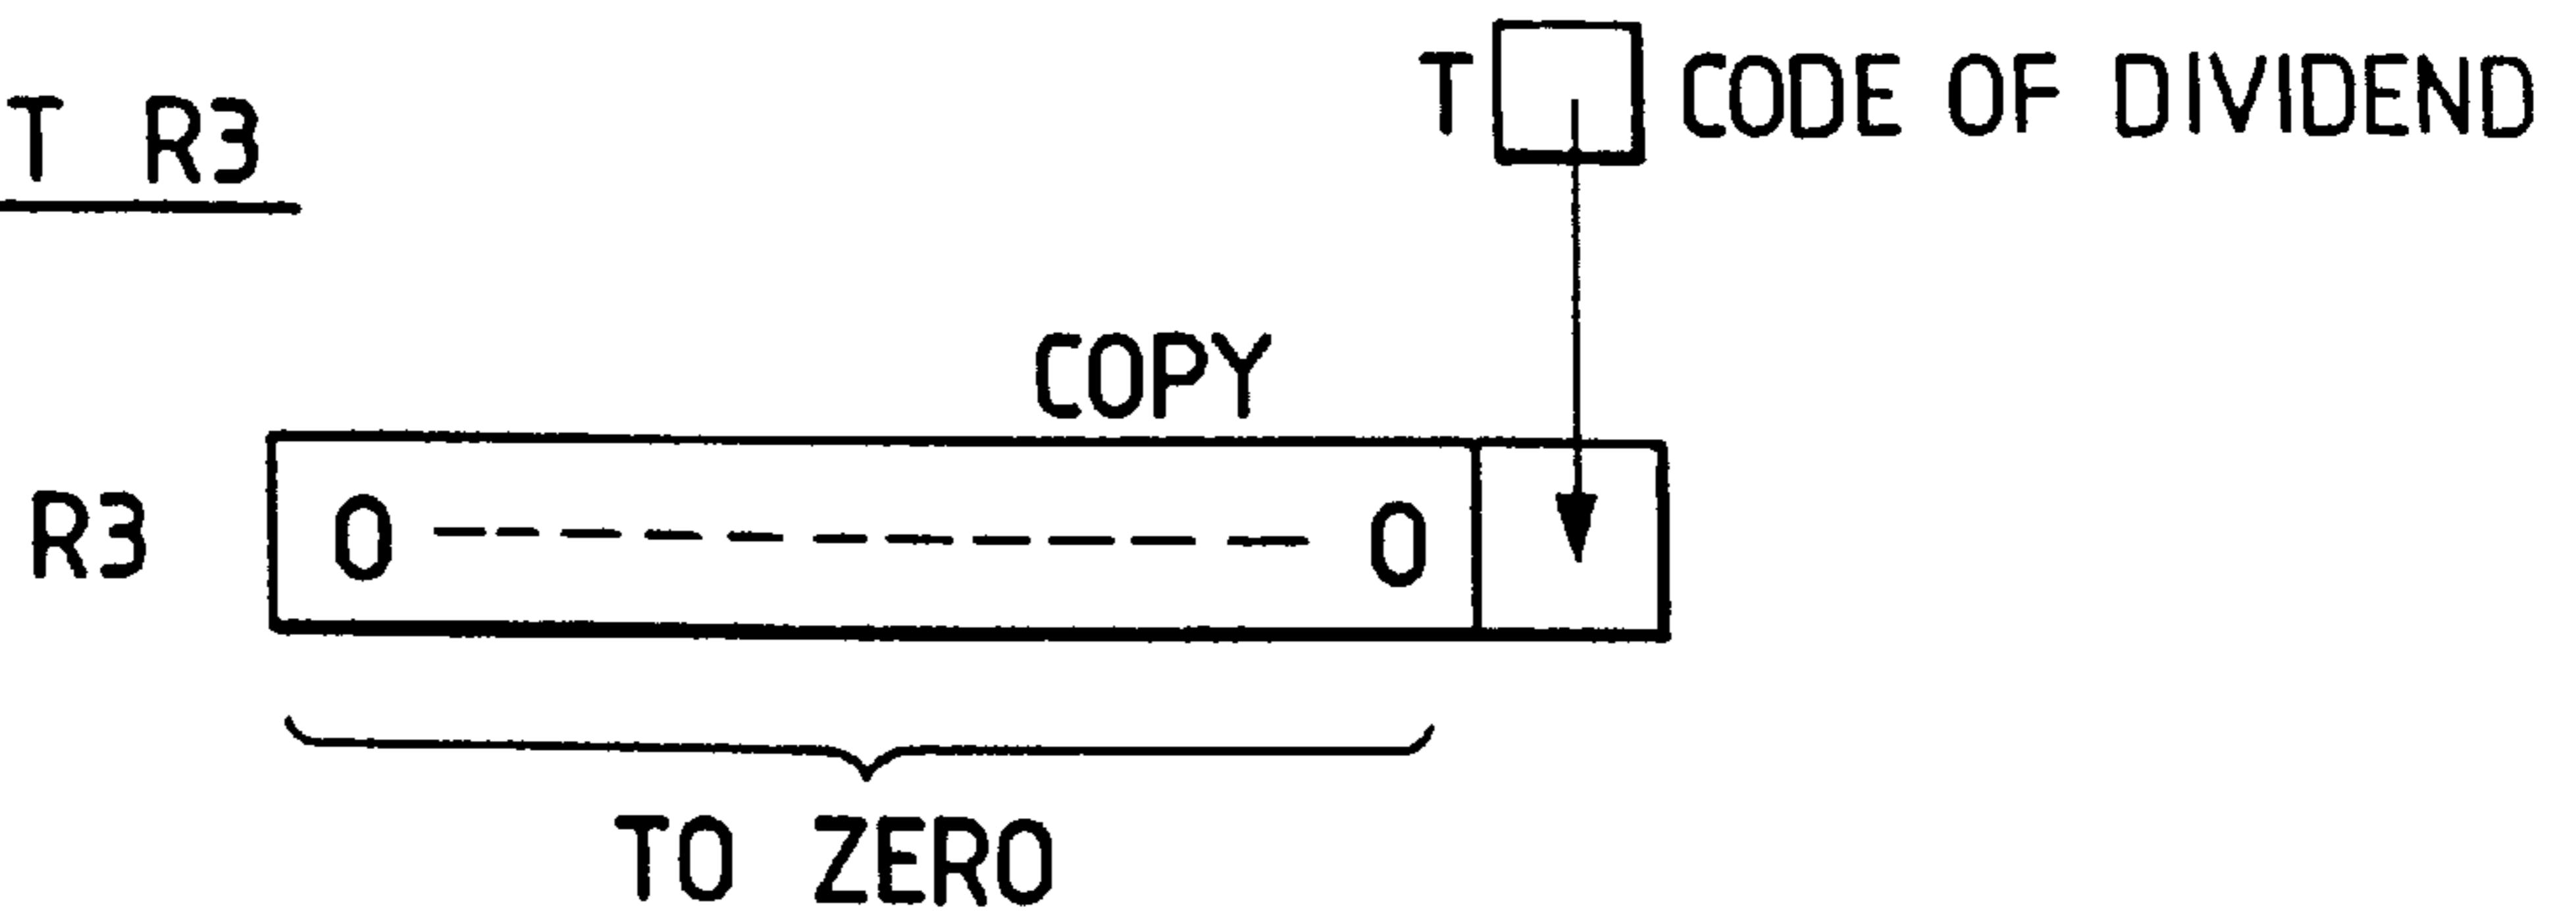 T R3
T CODE OF DIVIDEND
COPY
R3 0 0
TO ZERO